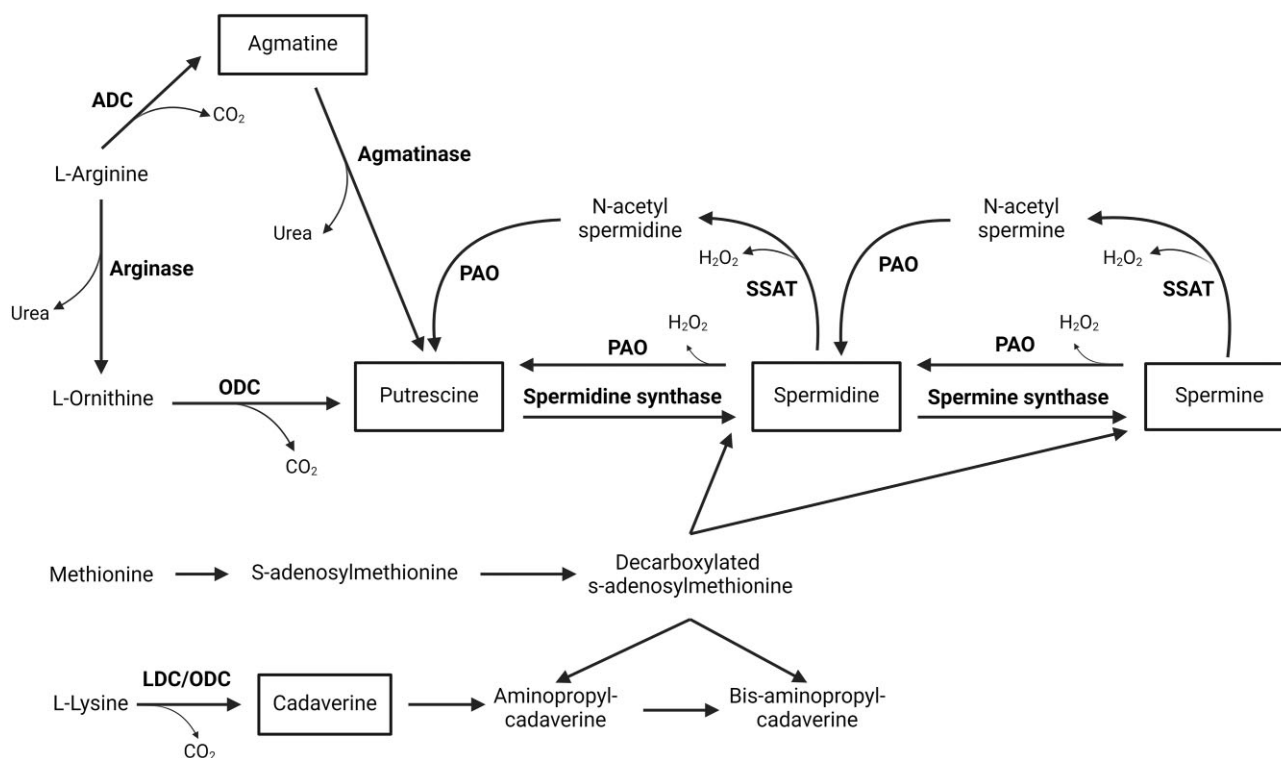 Agmatine
ADC
CO₂
L-Arginine
Agmatinase
Urea
Arginase
Urea
N-acetyl
spermidine
N-acetyl
spermine
H₂O₂
H₂O₂
PAO
SSAT
PAO
SSAT
H₂O₂
H₂O₂
PAO
PAO
L-Ornithine
ODC
CO₂
Putrescine
Spermidine synthase
Spermidine
Spermine synthase
Spermine
Methionine
S-adenosylmethionine
Decarboxylated
s-adenosylmethionine
L-Lysine
LDC/ODC
CO₂
Cadaverine
Aminopropyl-
cadaverine
Bis-aminopropyl-
cadaverine